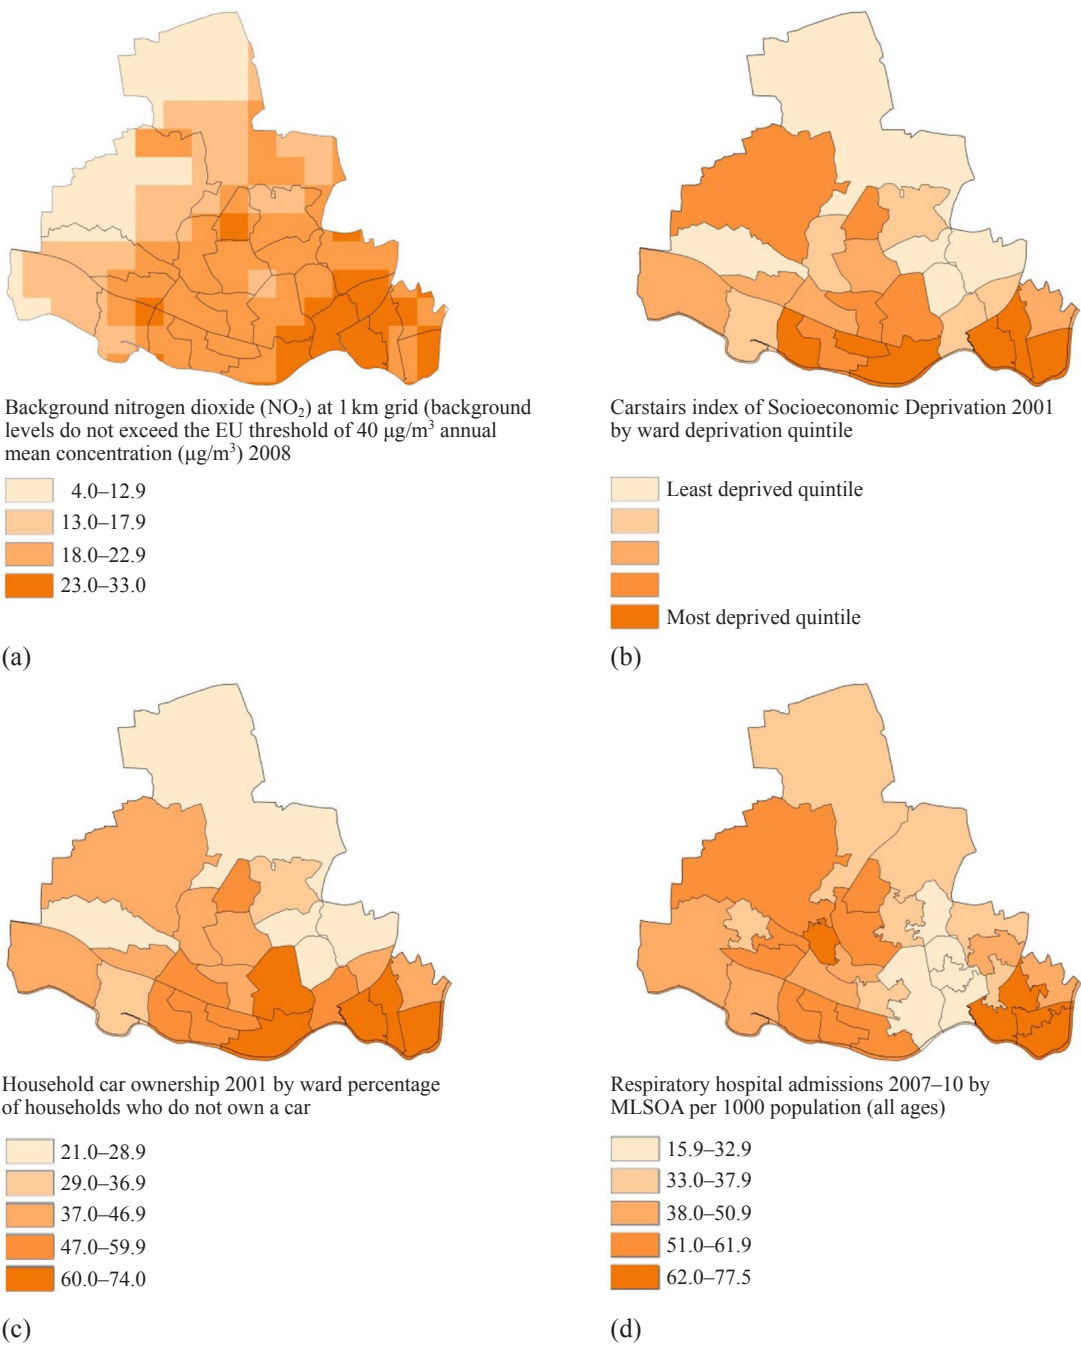 Background nitrogen dioxide (NO₂) at 1 km grid (background
levels do not exceed the EU threshold of 40 μg/m³ annual
mean concentration (μg/m³) 2008
4.0–12.9
13.0–17.9
18.0–22.9
23.0–33.0
(a)
Carstairs index of Socioeconomic Deprivation 2001
by ward deprivation quintile
Least deprived quintile
Most deprived quintile
(b)
Household car ownership 2001 by ward percentage
of households who do not own a car
21.0–28.9
29.0–36.9
37.0–46.9
47.0–59.9
60.0–74.0
(c)
Respiratory hospital admissions 2007–10 by
MLSOA per 1000 population (all ages)
15.9–32.9
33.0–37.9
38.0–50.9
51.0–61.9
62.0–77.5
(d)